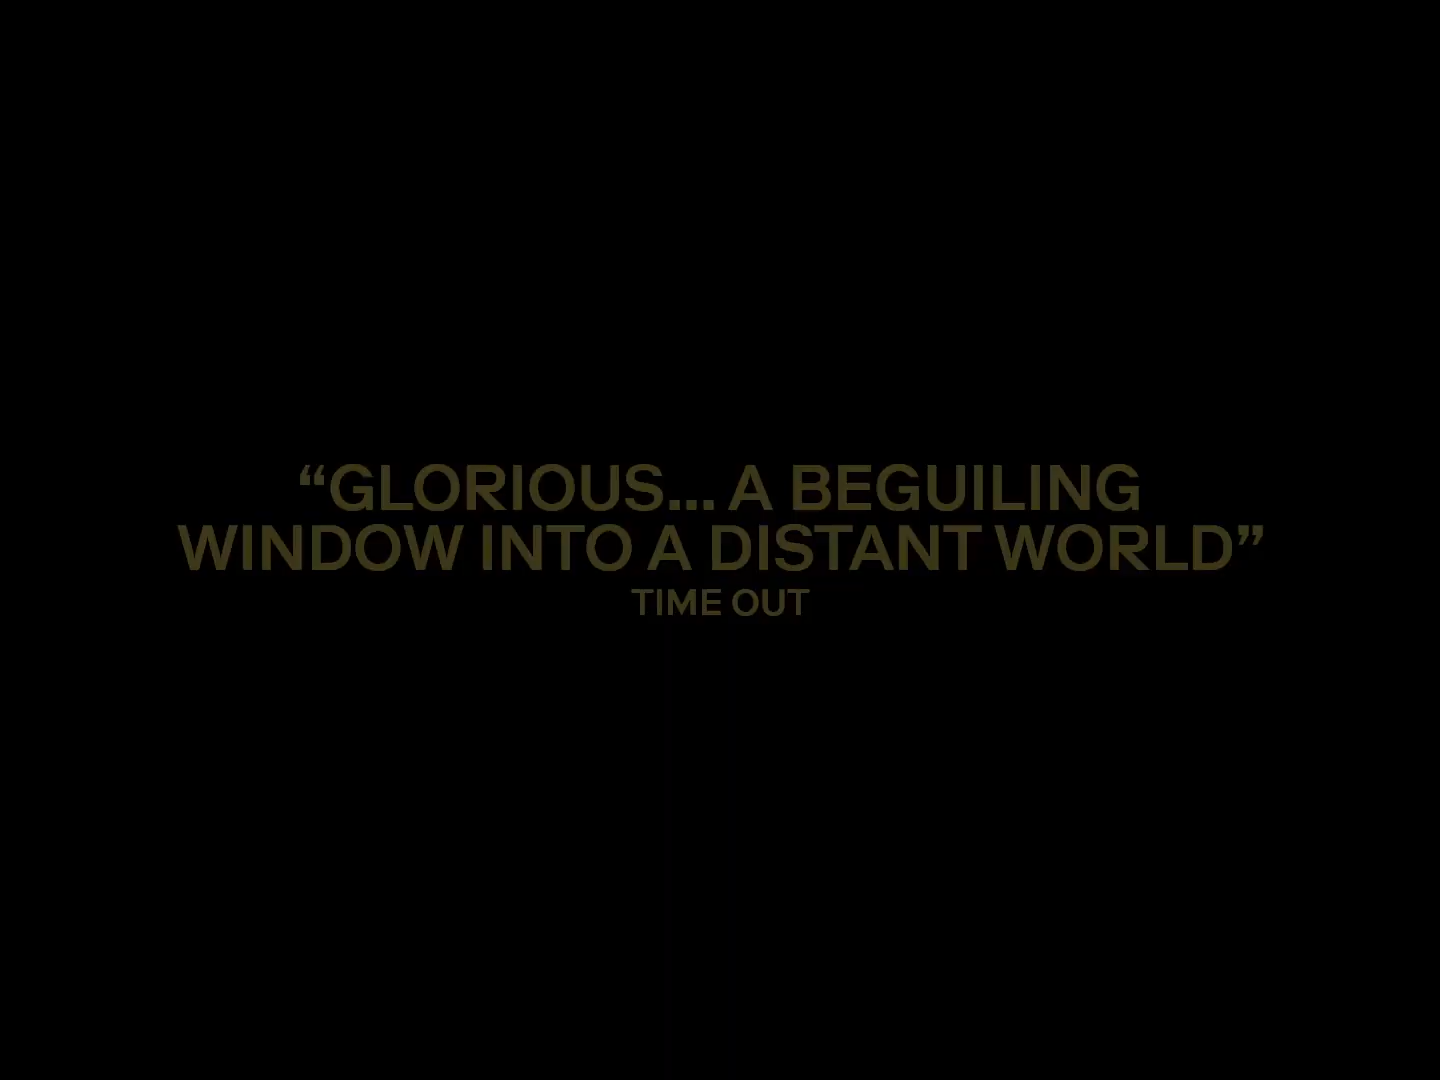 “GLORIOUS... A BEGUILING
WINDOW INTO A DISTANT WORLD”
TIME OUT